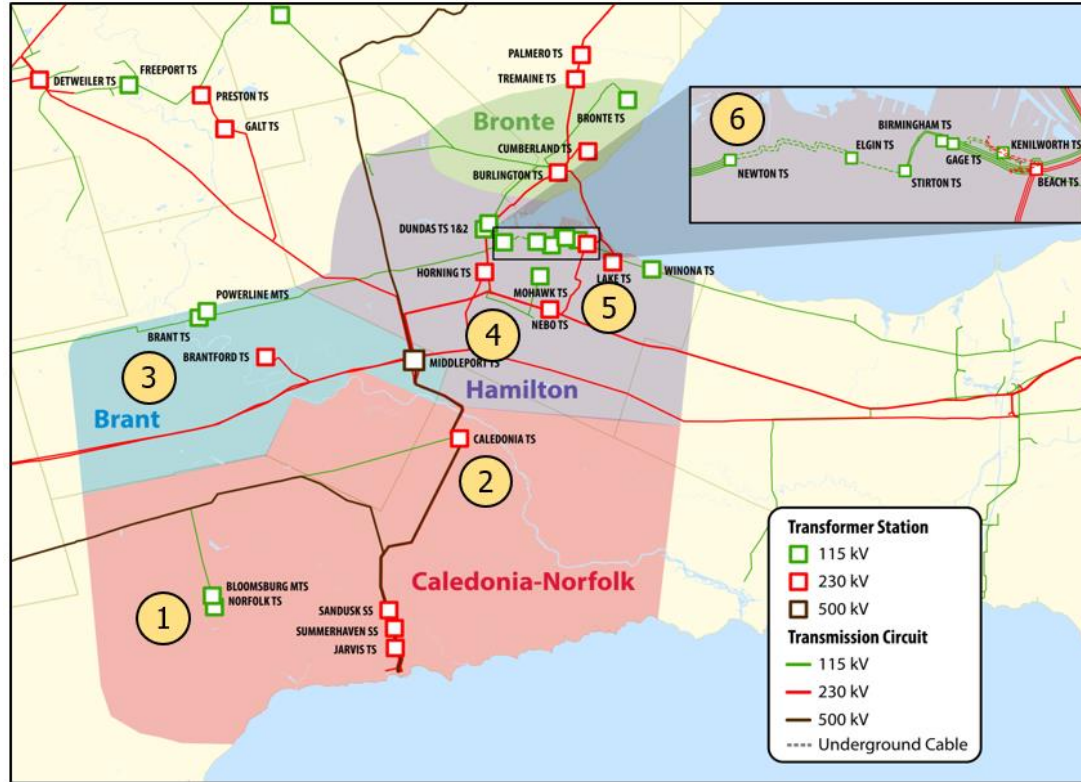 PALMERO TS
FREEPORT TS
DETWEILER TS
TREMAINE TS
PRESTON TS
BRONTE TS
Bronte
GALT TS
CUMBERLAND TS
BURLINGTON TS
6
BIRMINGHAM TS
ELGIN TS
KENILWORTH TS
GAGE TS
NEWTON TS
STIRTON TS
BEACH TS
DUNDAS TS 1&2
HORNING TS
LAKE TS
WINONA TS
MOHAWK TS
POWERLINE MTS
5
NEBO TS
BRANT TS
4
BRANTFORD TS
MIDDLEPORT TS
3
Hamilton
Brant
CALEDONIA TS
2
Caledonia-Norfolk
BLOOMSBURG MTS
NORFOLK TS
1
SANDUSK SS
SUMMERHAVEN SS
JARVIS TS
Transformer Station
115 kV
230 kV
500 kV
Transmission Circuit
115 kV
230 kV
500 kV
Underground Cable